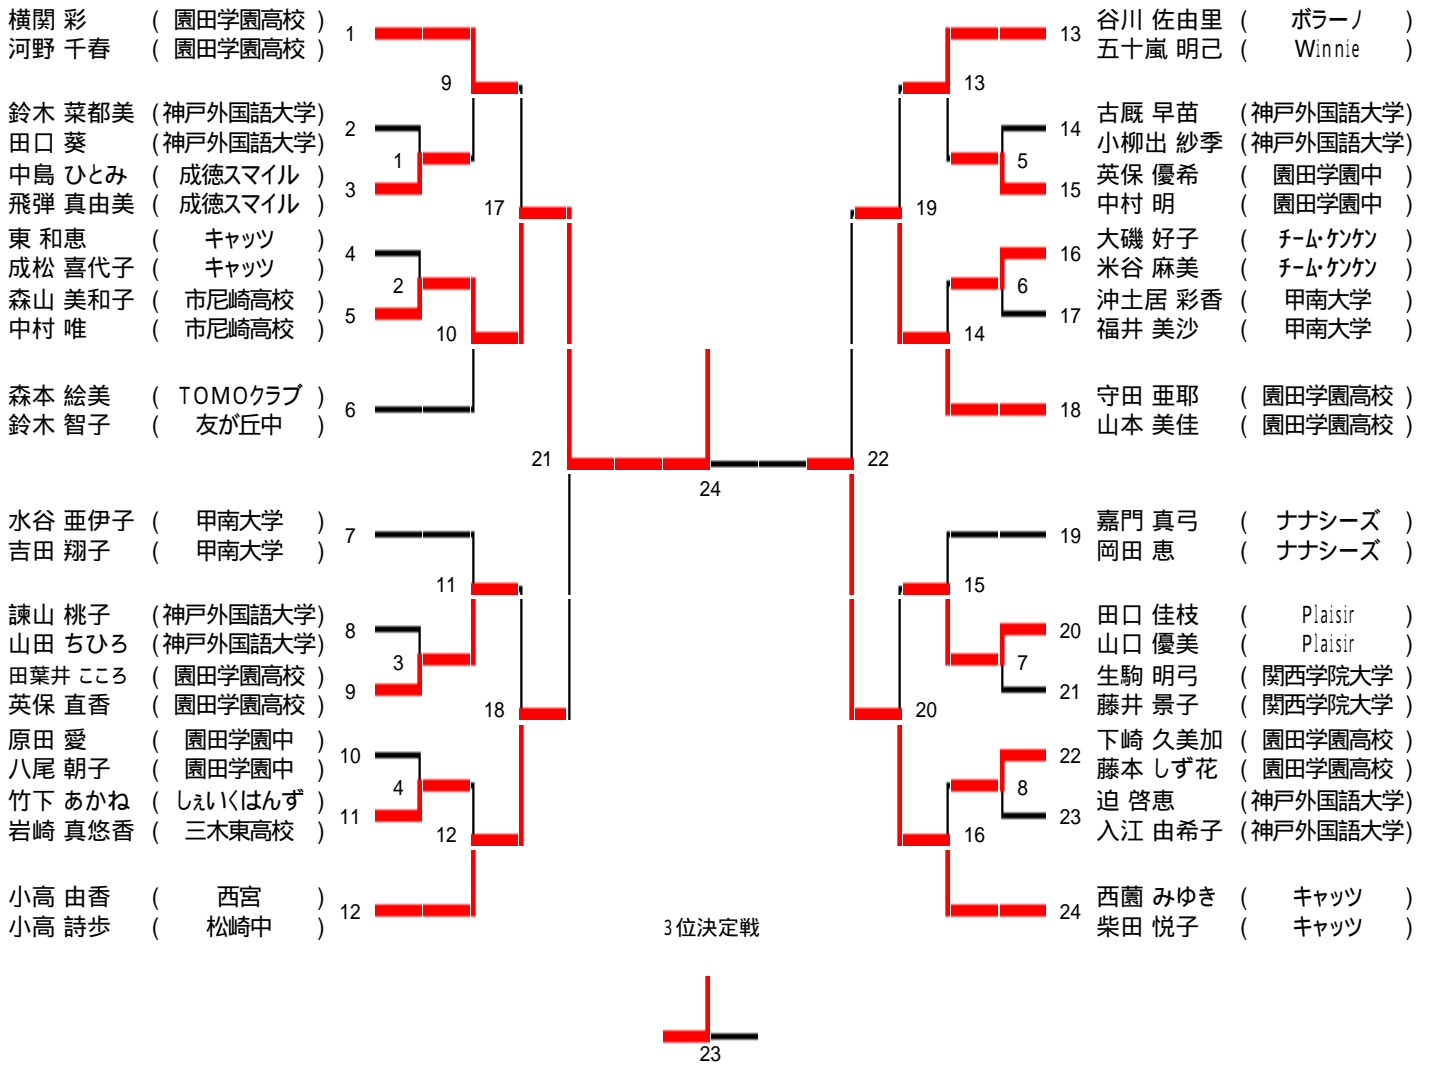 横関 彩 ( 園田学園高校 ) 1
河野 千春 ( 園田学園高校 )
9
鈴木 菜都美 (神戸外国語大学) 2
田口 葵 (神戸外国語大学)
1
中島 ひとみ ( 成徳スマイル ) 3
飛弾 真由美 ( 成徳スマイル )
17
東 和恵 ( キャッツ ) 4
成松 喜代子 ( キャッツ )
2
森山 美和子 ( 市尼崎高校 ) 5
中村 唯 ( 市尼崎高校 )
10
森本 絵美 ( TOMOクラブ ) 6
鈴木 智子 ( 友が丘中 )
21
水谷 亜伊子 ( 甲南大学 ) 7
吉田 翔子 ( 甲南大学 )
11
諫山 桃子 (神戸外国語大学) 8
山田 ちひろ (神戸外国語大学)
3
田葉井 こころ ( 園田学園高校 ) 9
英保 直香 ( 園田学園高校 )
18
原田 愛 ( 園田学園中 ) 10
八尾 朝子 ( 園田学園中 )
4
竹下 あかね ( しぇいくはんず ) 11
岩崎 真悠香 ( 三木東高校 )
12
小高 由香 ( 西宮 ) 12
小高 詩歩 ( 松崎中 )
24
3位決定戦
23
13 谷川 佐由里 ( ボラーノ )
五十嵐 明己 ( Winnie )
13
14 古厩 早苗 (神戸外国語大学)
小柳出 紗季 (神戸外国語大学)
5
15 英保 優希 ( 園田学園中 )
中村 明 ( 園田学園中 )
19
16 大磯 好子 ( チーム・ケンケン )
米谷 麻美 ( チーム・ケンケン )
6
17 沖土居 彩香 ( 甲南大学 )
福井 美沙 ( 甲南大学 )
14
18 守田 亜耶 ( 園田学園高校 )
山本 美佳 ( 園田学園高校 )
22
19 嘉門 真弓 ( ナナシーズ )
岡田 恵 ( ナナシーズ )
15
20 田口 佳枝 ( Plaisir )
山口 優美 ( Plaisir )
7
21 生駒 明弓 ( 関西学院大学 )
藤井 景子 ( 関西学院大学 )
20
22 下崎 久美加 ( 園田学園高校 )
藤本 しず花 ( 園田学園高校 )
8
23 迫 啓恵 (神戸外国語大学)
入江 由希子 (神戸外国語大学)
16
24 西薗 みゆき ( キャッツ )
柴田 悦子 ( キャッツ )